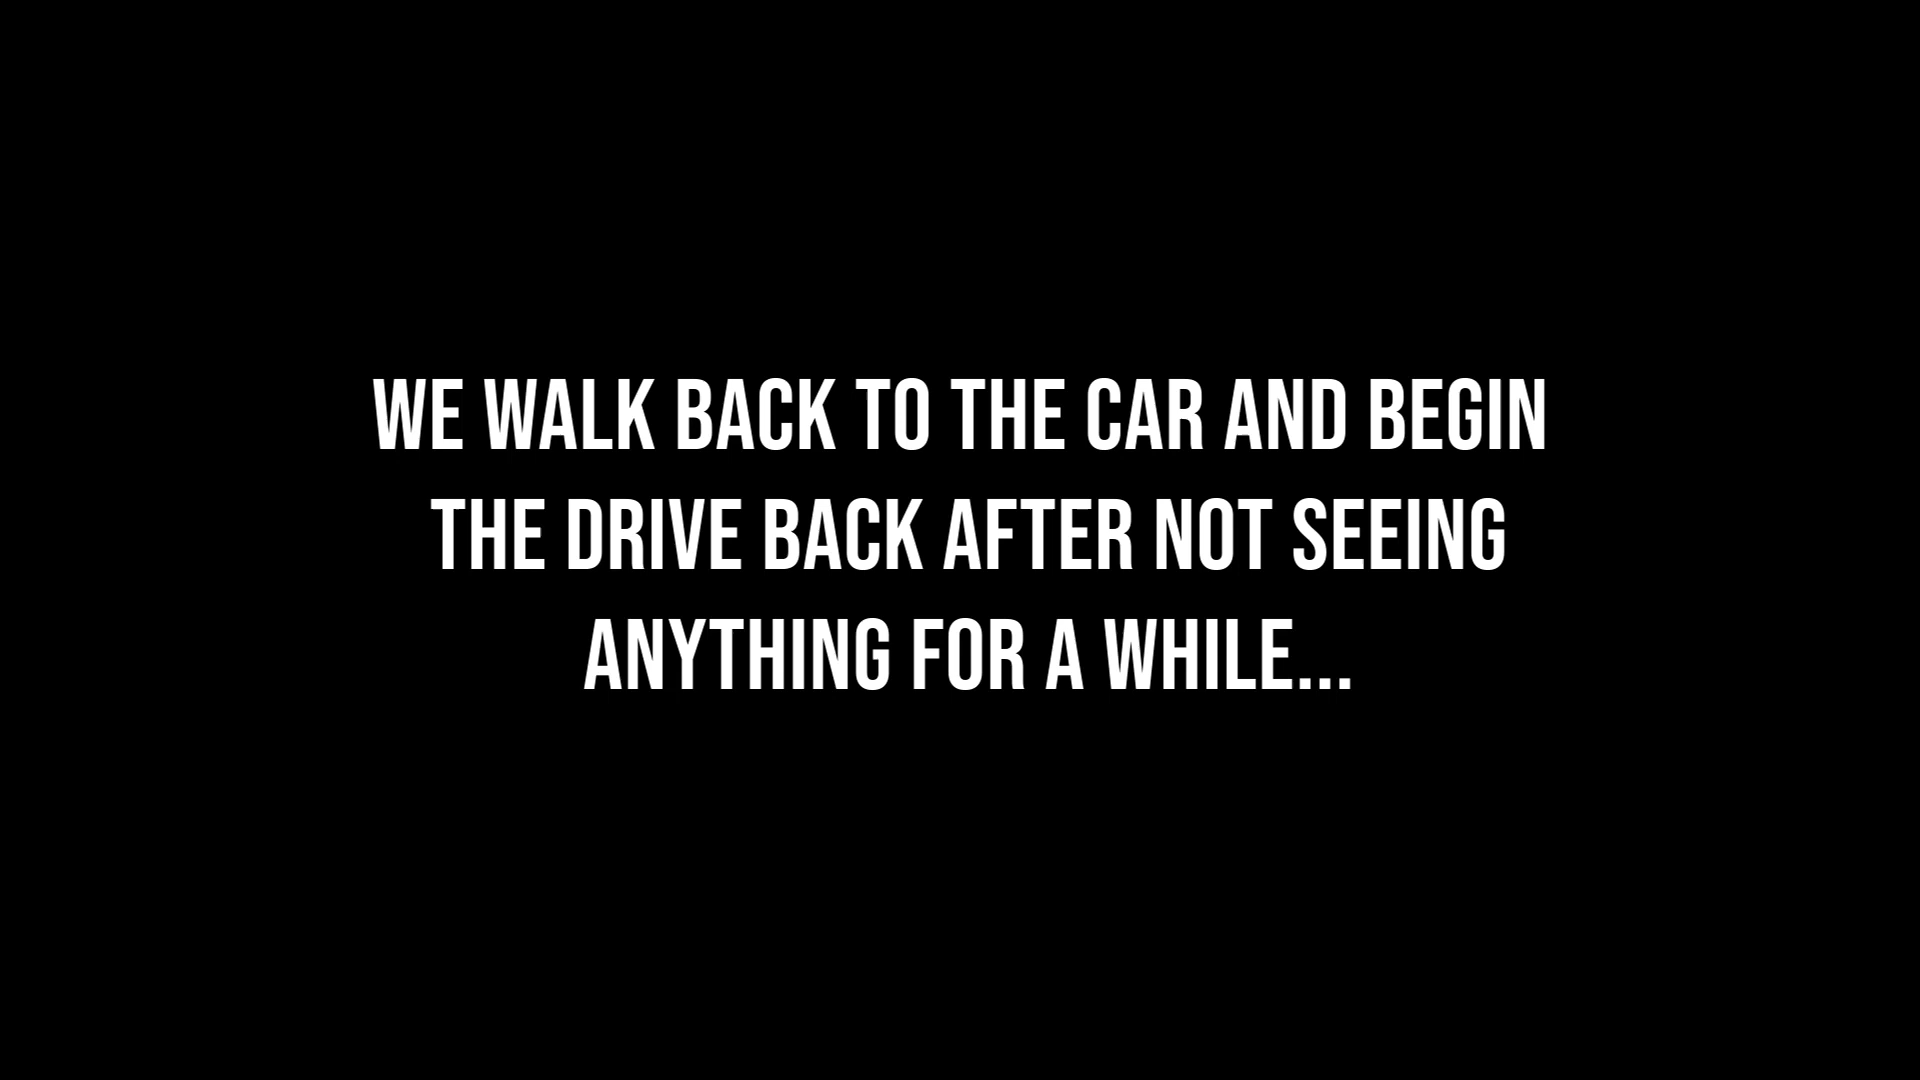 WE WALK BACK TO THE CAR AND BEGIN
THE DRIVE BACK AFTER NOT SEEING
ANYTHING FOR A WHILE...